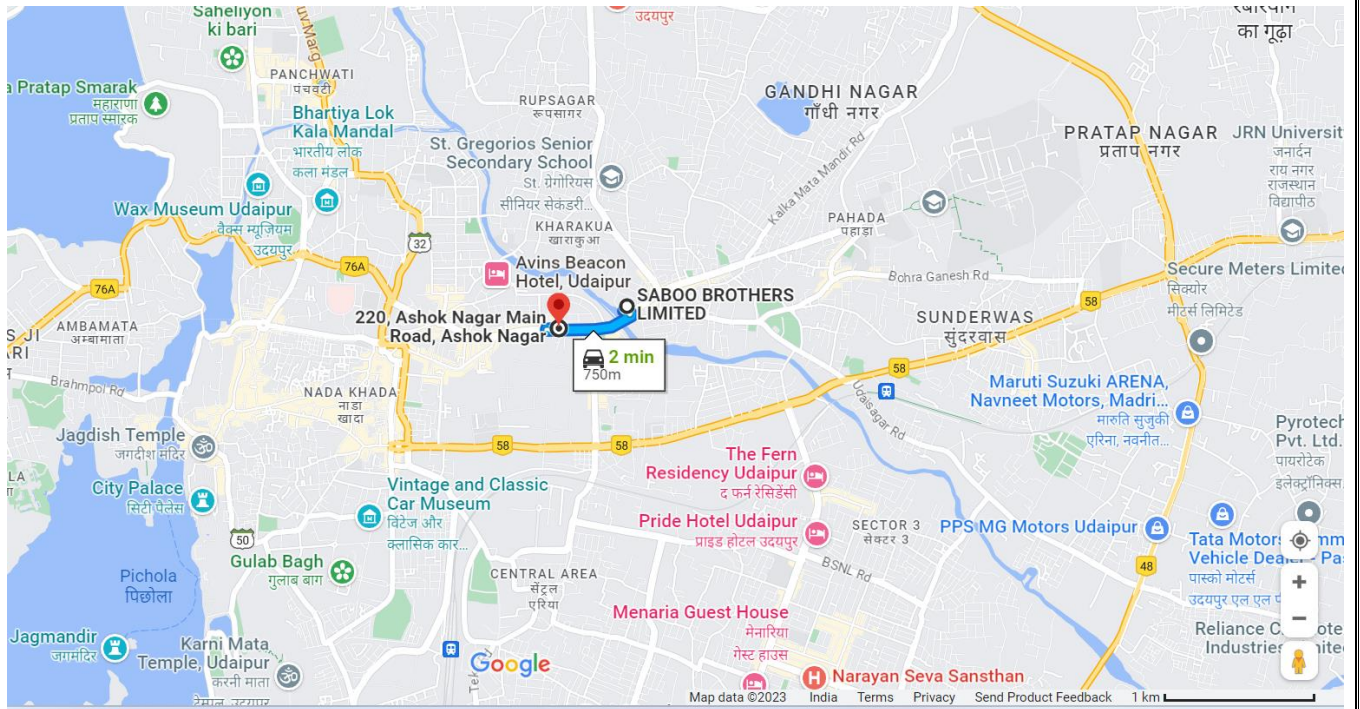 Saheliyon
ki bari
उदयपुर
का गूढ़ा
PANCHWATI
पंचवटी
a Pratap Smarak
महाराणा
प्रताप स्मारक
Bhartiya Lok
Kala Mandal
भारतीय लोक
कला मंडल
RUPSAGAR
रूपसागर
GANDHI NAGAR
गाँधी नगर
St. Gregorios Senior
Secondary School
St. ग्रेगोरियस
सीनियर सेकंडरी...
Kalka Mata Mandir Rd
PRATAP NAGAR
प्रताप नगर
JRN Universit
जनार्दन
राय नगर
राजस्थान
विद्यापीठ
Wax Museum Udaipur
वैक्स म्यूज़ियम
उदयपुर
KHARAKUA
खाराकुआ
PAHADA
पहाड़ा
32
76A
76A
Avins Beacon
Hotel, Udaipur
Bohra Ganesh Rd
Secure Meters Limite
सिक्योर
मीटर्स लिमिटेड
SABOO BROTHERS
LIMITED
220, Ashok Nagar Main
Road, Ashok Nagar
58
SUNDERWAS
सुंदरवास
AMBAMATA
अम्बामाता
S JI
ARI
2 min
750m
58
Brahmpol Rd
NADA KHADA
नाडा
खादा
Udaisagar Rd
Maruti Suzuki ARENA,
Navneet Motors, Madri...
मारुति सुजुकी
एरिना, नवनीत...
Pyrotech
Pvt. Ltd.
पायरोटेक
इलेक्ट्रॉनिक्स
Jagdish Temple
जगदीश मंदिर
58
58
The Fern
Residency Udaipur
द फर्न रेसिडेंसी
City Palace
सिटी पैलेस
Vintage and Classic
Car Museum
विंटेज और
क्लासिक कार...
Pride Hotel Udaipur
प्राइड होटल उदयपुर
SECTOR 3
सेक्टर 3
PPS MG Motors Udaipur
Tata Motors
Vehicle Dealer - Pa
पास्को मोटर्स
उदयपुर एल एल
50
Gulab Bagh
गुलाब बाग
Pichola
पिछोला
CENTRAL AREA
सेंट्रल
एरिया
BSNL Rd
48
Menaria Guest House
मेनारिया
गेस्ट हाउस
Reliance
Industries
Jagmandir
जगमंदिर
Karni Mata
Temple, Udaipur
करनी माता
टेम्पल, उदयपुर
Google
Narayan Seva Sansthan
Map data ©2023 India Terms Privacy Send Product Feedback 1 km